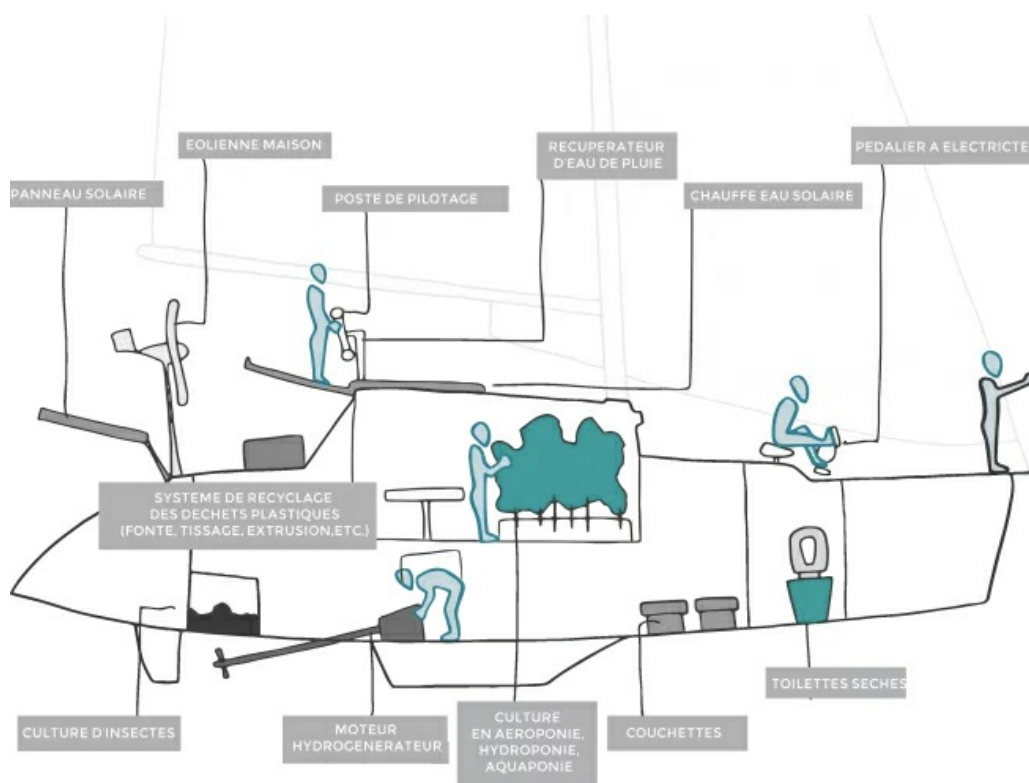 EOLIENNE MAISON
RECUPERATEUR
D'EAU DE PLUIE
PEDALIER A ELECTRICTE
PANNEAU SOLAIRE
POSTE DE PILOTAGE
CHAUFFE EAU SOLAIRE
SYSTEME DE RECYCLAGE
DES DECHETS PLASTIQUES
(FONTE, TISSAGE, EXTRUSION,ETC.)
TOILETTES SECHES
CULTURE D'INSECTES
MOTEUR
HYDROGENERATEUR
CULTURE
EN AEROPONIE,
HYDROPONIE,
AQUAPONIE
COUCHETTES